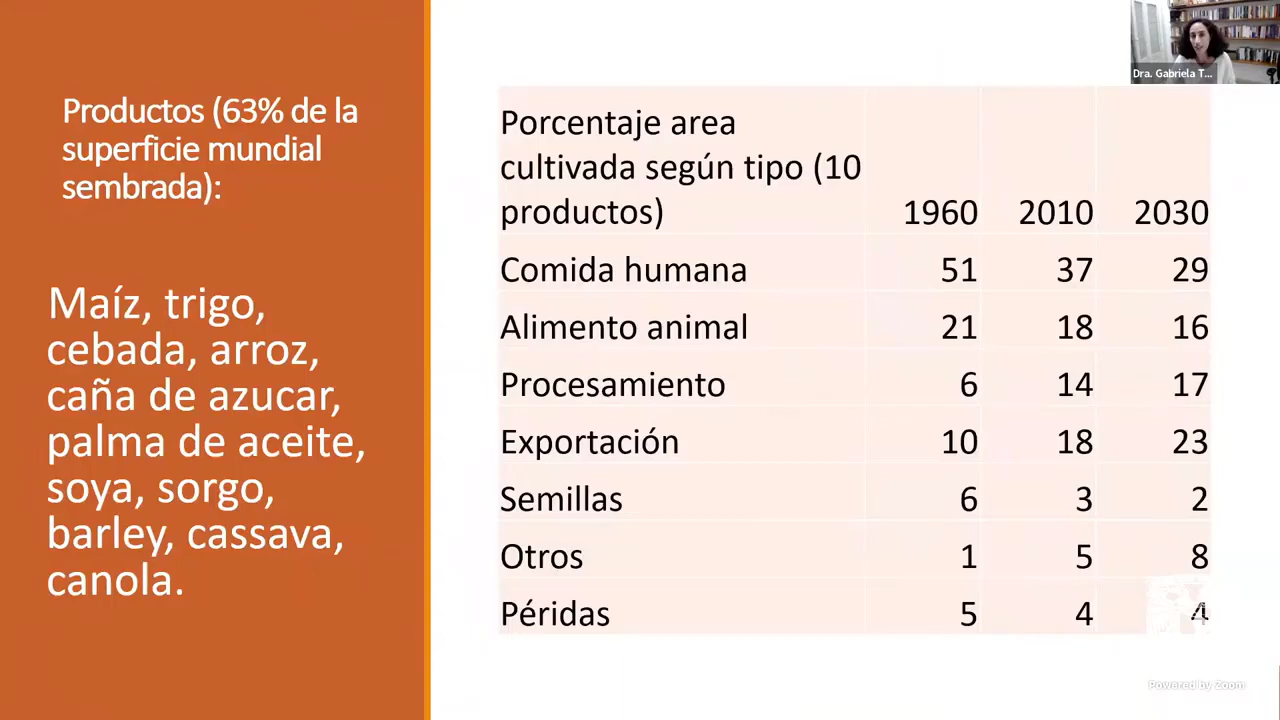 Productos (63% de la
superficie mundial
sembrada):
Maíz, trigo,
cebada, arroz,
caña de azucar,
palma de aceite,
soya, sorgo,
barley, cassava,
canola.
Porcentaje area
cultivada según tipo (10
productos) 1960 2010 2030
Comida humana 51 37 29
Alimento animal 21 18 16
Procesamiento 6 14 17
Exportación 10 18 23
Semillas 6 3 2
Otros 1 5 8
Péridas 5 4 4
Dra. Gabriela T...
Powered by Zoom